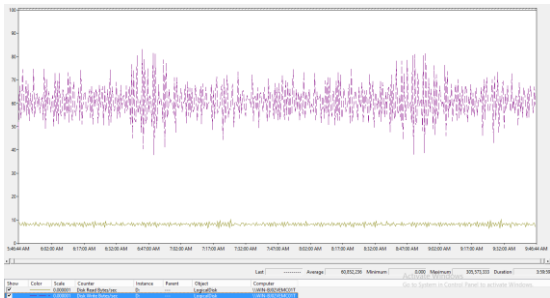 100
90
80
70
60
50
40
30
20
10
0
5:46:44 AM 6:02:00 AM 6:17:00 AM 6:32:00 AM 6:47:00 AM 7:02:00 AM 7:17:00 AM 7:32:00 AM 7:47:00 AM 8:02:00 AM 8:17:00 AM 8:32:00 AM 8:47:00 AM 9:02:00 AM 9:17:00 AM 9:32:00 AM 9:46:44 AM
Last Average Minimum 0.000 Maximum Duration
Activate Windows
Go to System in Control Panel to activate Windows.
Show Color Scale Counter Instance Parent Object Computer
0.000001 Disk Read Bytes/sec D: --- LogicalDisk
0.000001 Disk Write Bytes/sec D: --- LogicalDisk